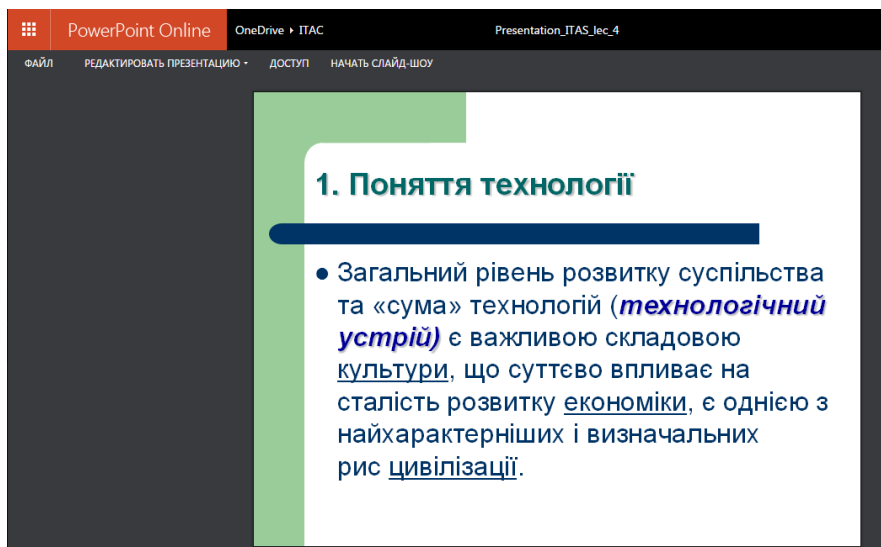 PowerPoint Online OneDrive ▸ ITAC Presentation_ITAS_lec_4
ФАЙЛ РЕДАКТИРОВАТЬ ПРЕЗЕНТАЦИЮ ДОСТУП НАЧАТЬ СЛАЙД-ШОУ
1. Поняття технології
● Загальний рівень розвитку суспільства
та «сума» технологій (технологічний
устрій) є важливою складовою
культури, що суттєво впливає на
сталість розвитку економіки, є однією з
найхарактерніших і визначальних
рис цивілізації.